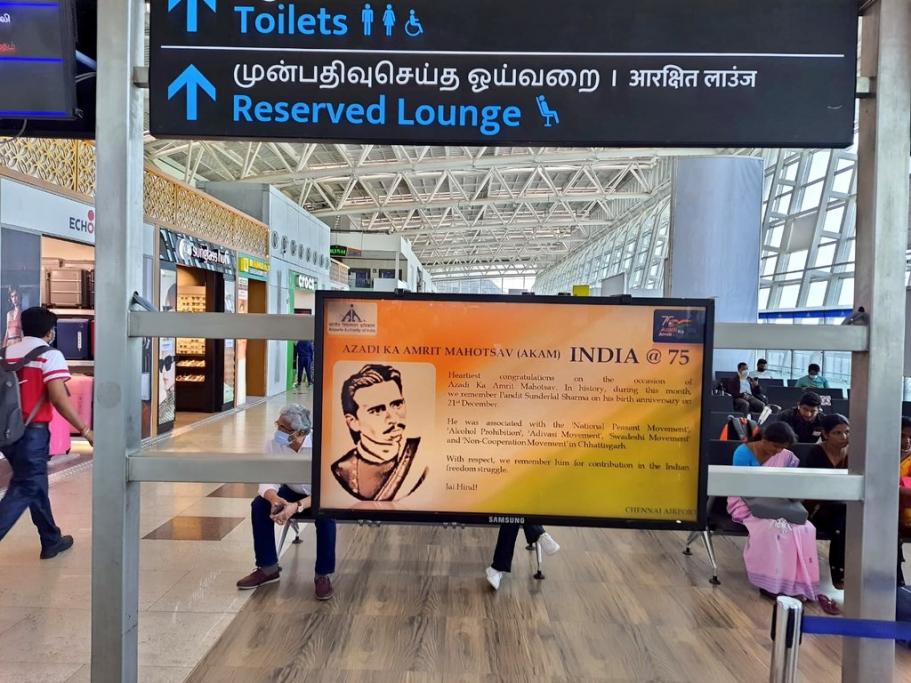 Toilets
முன்பதிவுசெய்த ஓய்வறை | आरक्षित लाउंज
Reserved Lounge
ECHO
sunglass hut
crocs
AZADI KA AMRIT MAHOTSAV (AKAM) INDIA @ 75
Heartiest congratulations on the occasion of
Azadi Ka Amrit Mahotsav. In history, during this month,
we remember Pandit Sunderlal Sharma on his birth anniversary on
21st December.
He was associated with the 'National Peasent Movement',
'Alcohol Prohibition', 'Adivasi Movement', Swadeshi Movement'
and 'Non-Cooperation Movement' in Chhattisgarh.
With respect, we remember him for contribution in the Indian
freedom struggle.
Jai Hind!
CHENNAI AIRPORT
SAMSUNG